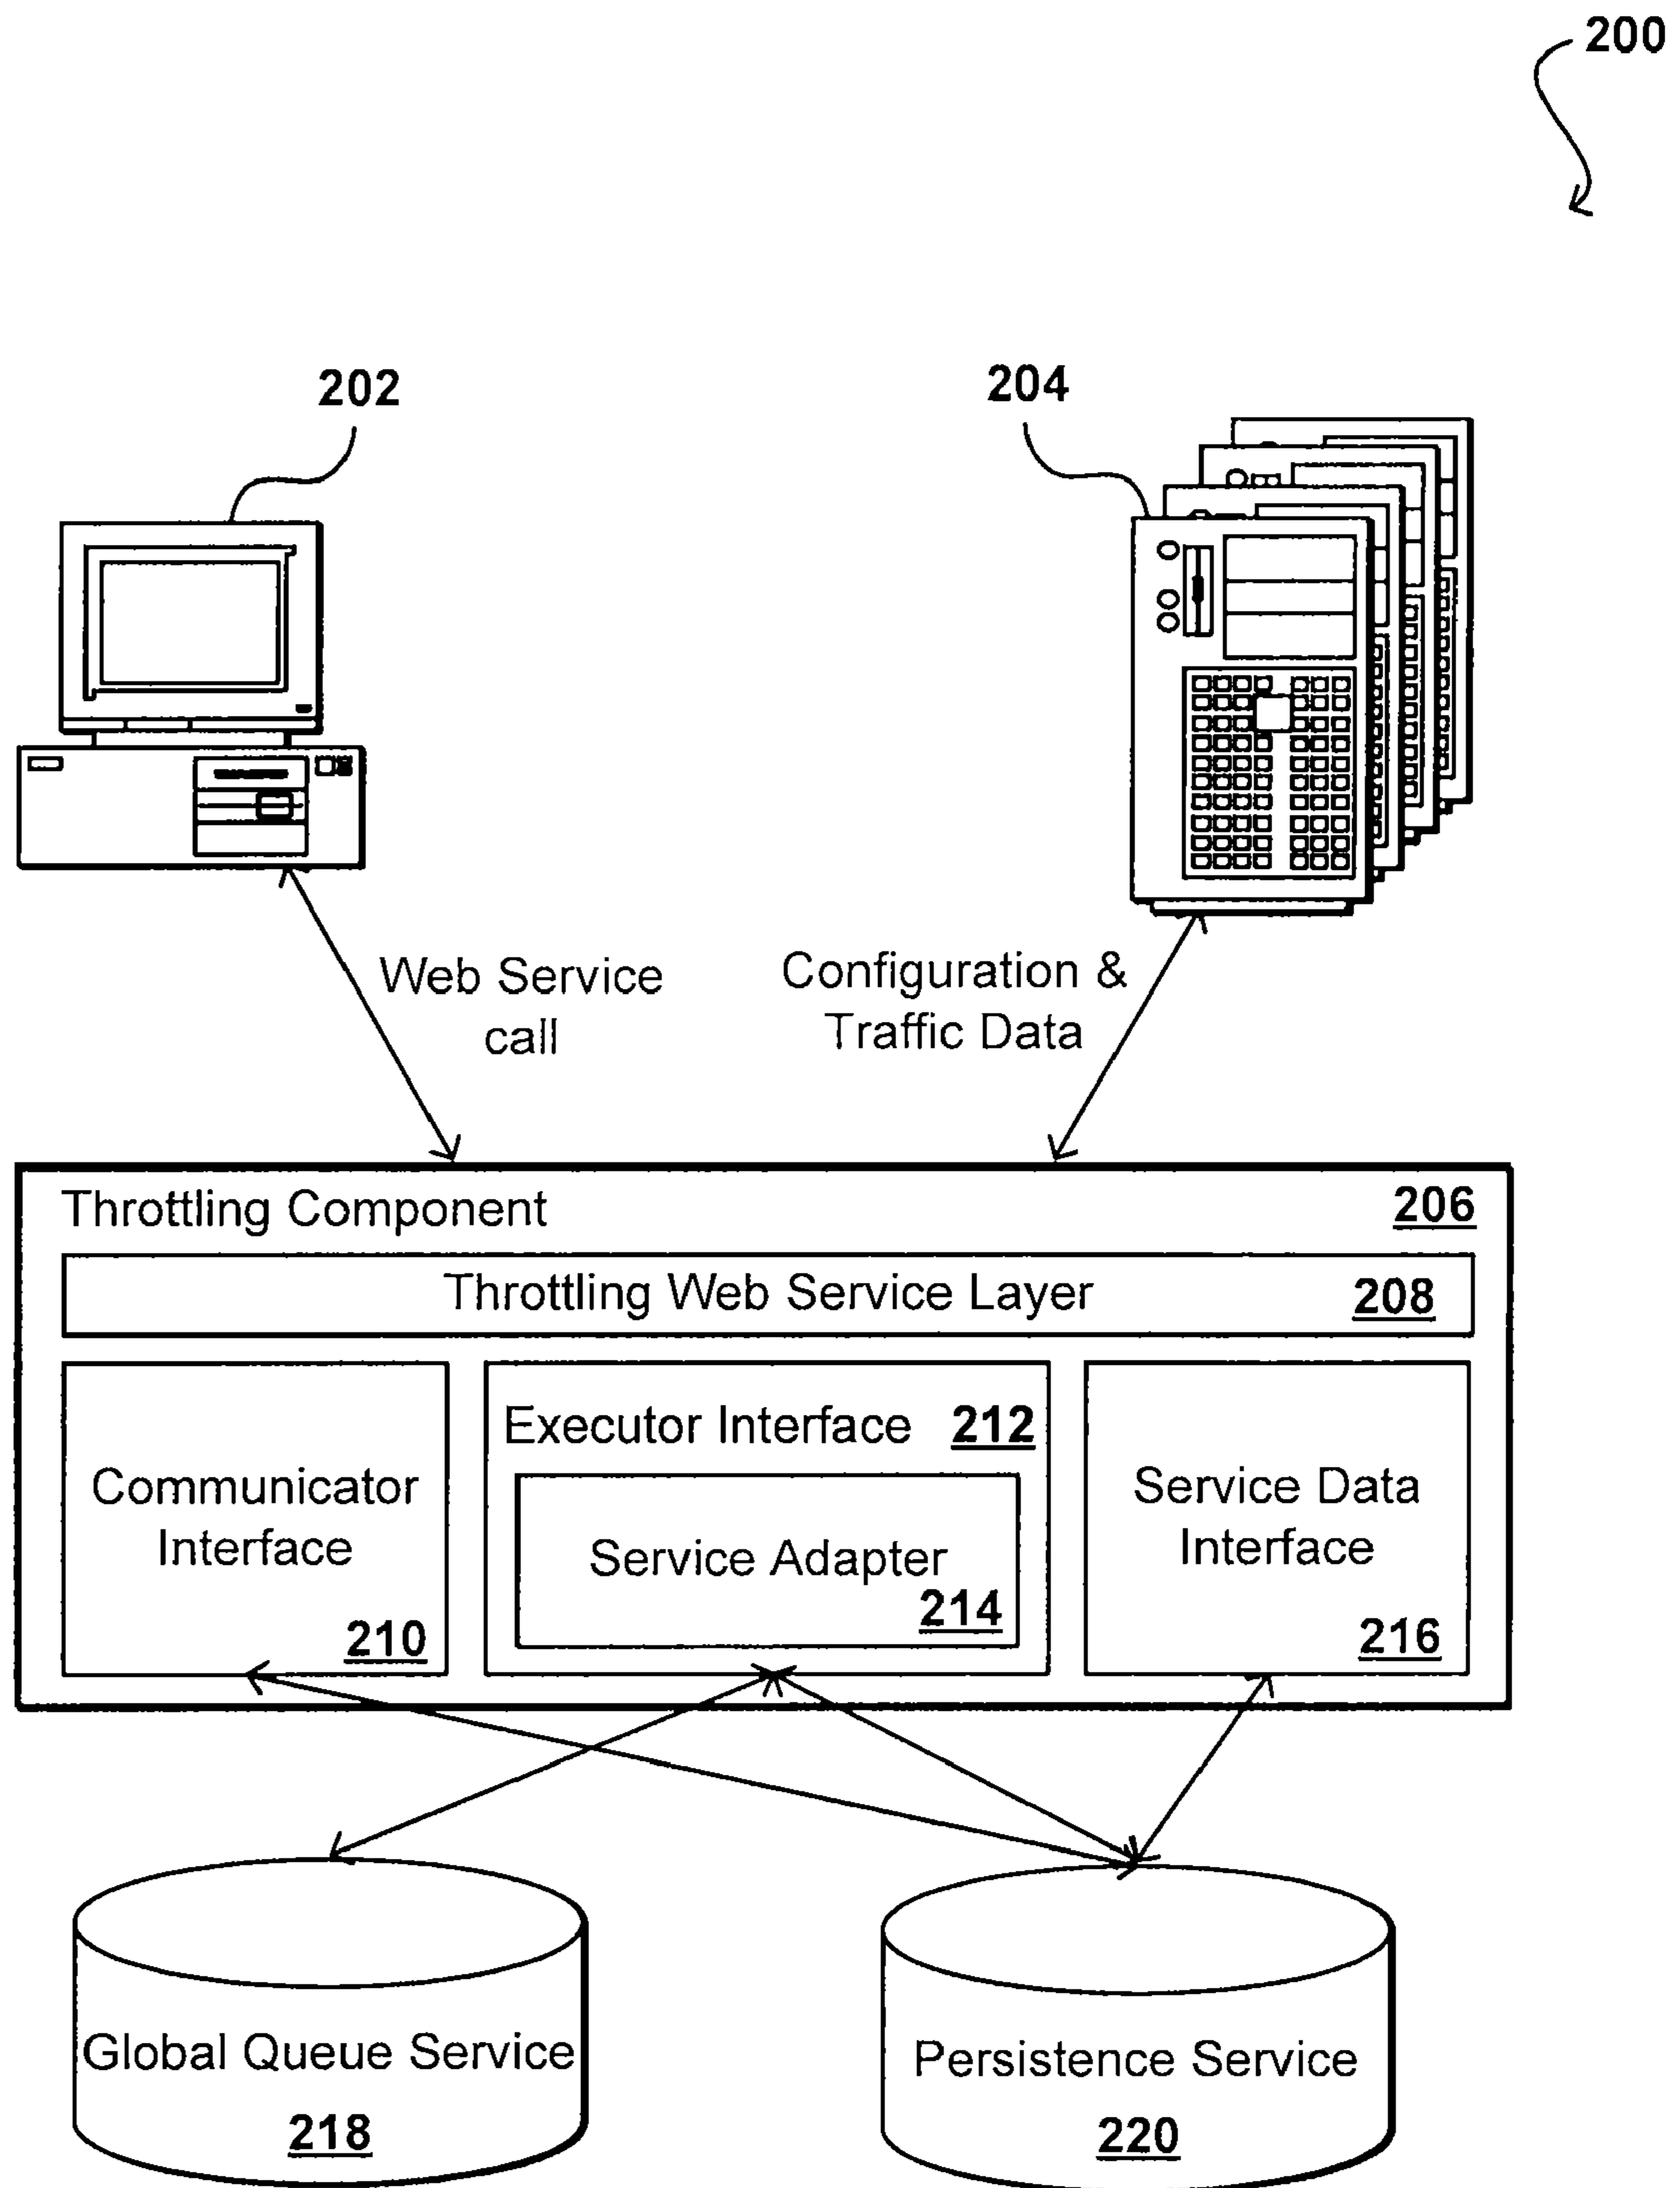 200
202
204
Web Service
call
Configuration &
Traffic Data
Throttling Component
206
Throttling Web Service Layer
208
Communicator
Interface
210
Executor Interface
212
Service Adapter
214
Service Data
Interface
216
Global Queue Service
218
Persistence Service
220